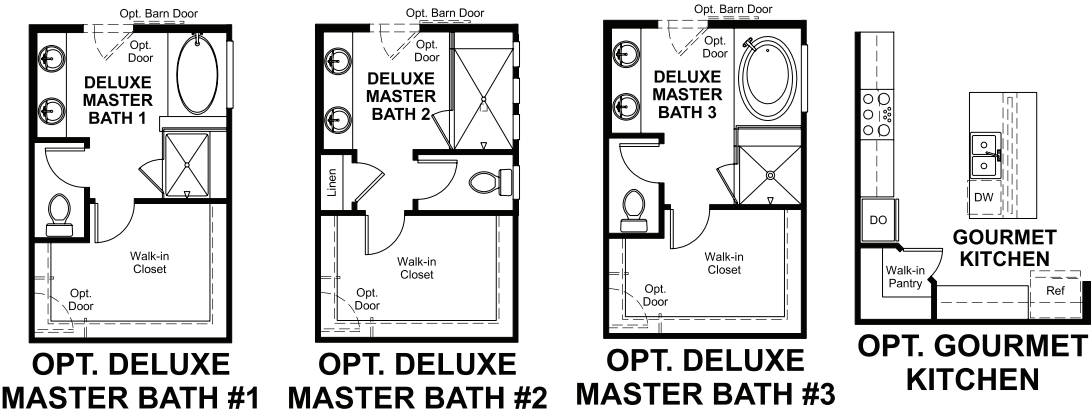 Opt. Barn Door
Opt.
Door
DELUXE
MASTER
BATH 1
Walk-in
Closet
Opt.
Door
OPT. DELUXE
MASTER BATH #1
Opt. Barn Door
Opt.
Door
DELUXE
MASTER
BATH 2
Linen
Walk-in
Closet
Opt.
Door
OPT. DELUXE
MASTER BATH #2
Opt. Barn Door
Opt.
Door
DELUXE
MASTER
BATH 3
Walk-in
Closet
Opt.
Door
OPT. DELUXE
MASTER BATH #3
DW
DO
GOURMET
KITCHEN
Walk-in
Pantry
Ref
OPT. GOURMET
KITCHEN